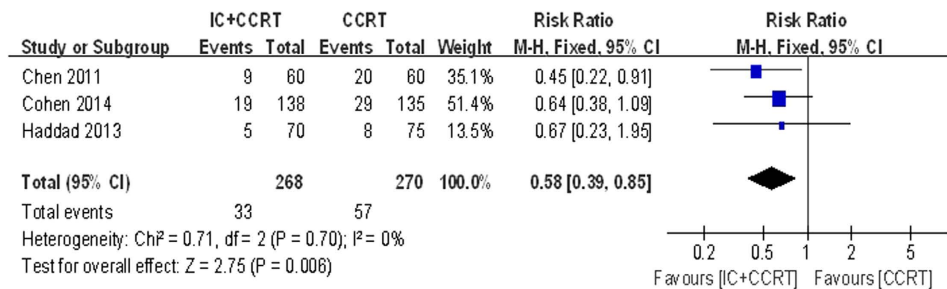 IC+CCRT CCRT Risk Ratio Risk Ratio
Study or Subgroup Events Total Events Total Weight M-H, Fixed, 95% CI M-H, Fixed, 95% CI
Chen 2011 9 60 20 60 35.1% 0.45 [0.22, 0.91]
Cohen 2014 19 138 29 135 51.4% 0.64 [0.38, 1.09]
Haddad 2013 5 70 8 75 13.5% 0.67 [0.23, 1.95]
Total (95% CI) 268 270 100.0% 0.58 [0.39, 0.85]
Total events 33 57
Heterogeneity: Chi² = 0.71, df = 2 (P = 0.70); I² = 0%
Test for overall effect: Z = 2.75 (P = 0.006)
0.2 0.5 1 2 5
Favours [IC+CCRT] Favours [CCRT]